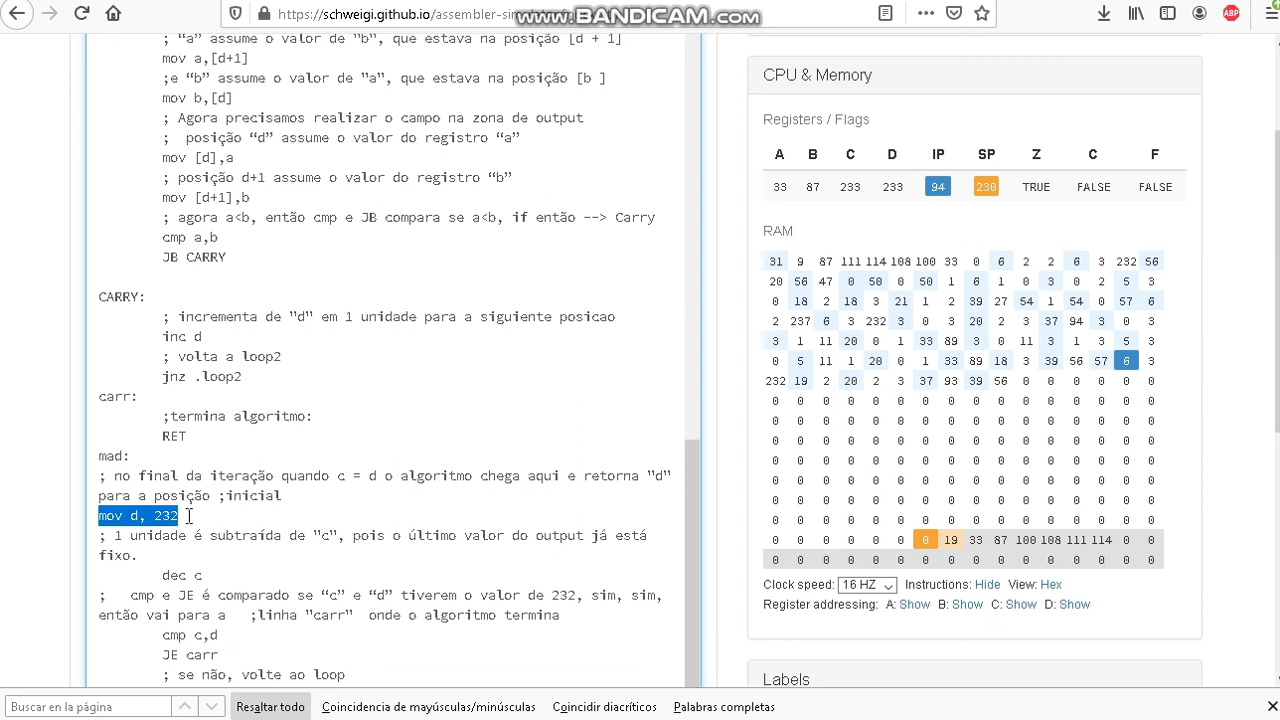 https://schweigi.github.io/assembler-sim
www.BANDICAM.com
; “a” assume o valor de "b", que estava na posição [d + 1]
mov a,[d+1]
;e “b” assume o valor de "a", que estava na posição [b ]
mov b,[d]
; Agora precisamos realizar o campo na zona de output
; posição “d” assume o valor do registro “a”
mov [d],a
; posição d+1 assume o valor do registro “b”
mov [d+1],b
; agora a<b, então cmp e JB compara se a<b, if então --> Carry
cmp a,b
JB CARRY
CARRY:
; incrementa de "d" em 1 unidade para a siguiente posicao
inc d
; volta a loop2
jnz .loop2
carr:
;termina algoritmo:
RET
mad:
; no final da iteração quando c = d o algoritmo chega aqui e retorna "d"
para a posição ;inicial
mov d, 232
; 1 unidade é subtraída de "c", pois o último valor do output já está
fixo.
dec c
; cmp e JE é comparado se “c” e “d” tiverem o valor de 232, sim, sim,
então vai para a ;linha "carr" onde o algoritmo termina
cmp c,d
JE carr
; se não, volte ao loop
CPU & Memory
Registers / Flags
A B C D IP SP Z C F
33 87 233 233 94 230 TRUE FALSE FALSE
RAM
31 9 87 111 114 108 100 33 0 6 2 2 6 3 232 56
20 56 47 0 50 0 50 1 6 1 0 3 0 2 5 3
0 18 2 18 3 21 1 2 39 27 54 1 54 0 57 6
2 237 6 3 232 3 0 3 20 2 3 37 94 3 0 3
3 1 11 20 0 1 33 89 3 0 11 3 1 3 5 3
0 5 11 1 20 0 1 33 89 18 3 39 56 57 6 3
232 19 2 20 2 3 37 93 39 56 0 0 0 0 0 0
0 0 0 0 0 0 0 0 0 0 0 0 0 0 0 0
0 0 0 0 0 0 0 0 0 0 0 0 0 0 0 0
0 0 0 0 0 0 0 0 0 0 0 0 0 0 0 0
0 0 0 0 0 0 0 0 0 0 0 0 0 0 0 0
0 0 0 0 0 0 0 0 0 0 0 0 0 0 0 0
0 0 0 0 0 0 0 0 0 0 0 0 0 0 0 0
0 0 0 0 0 0 0 0 0 0 0 0 0 0 0 0
0 0 0 0 0 0 0 19 33 87 100 108 111 114 0 0
0 0 0 0 0 0 0 0 0 0 0 0 0 0 0 0
Clock speed: 16 HZ Instructions: Hide View: Hex
Register addressing: A: Show B: Show C: Show D: Show
Labels
Buscar en la página Resaltar todo Coincidencia de mayúsculas/minúsculas Coincidir diacríticos Palabras completas
ABP